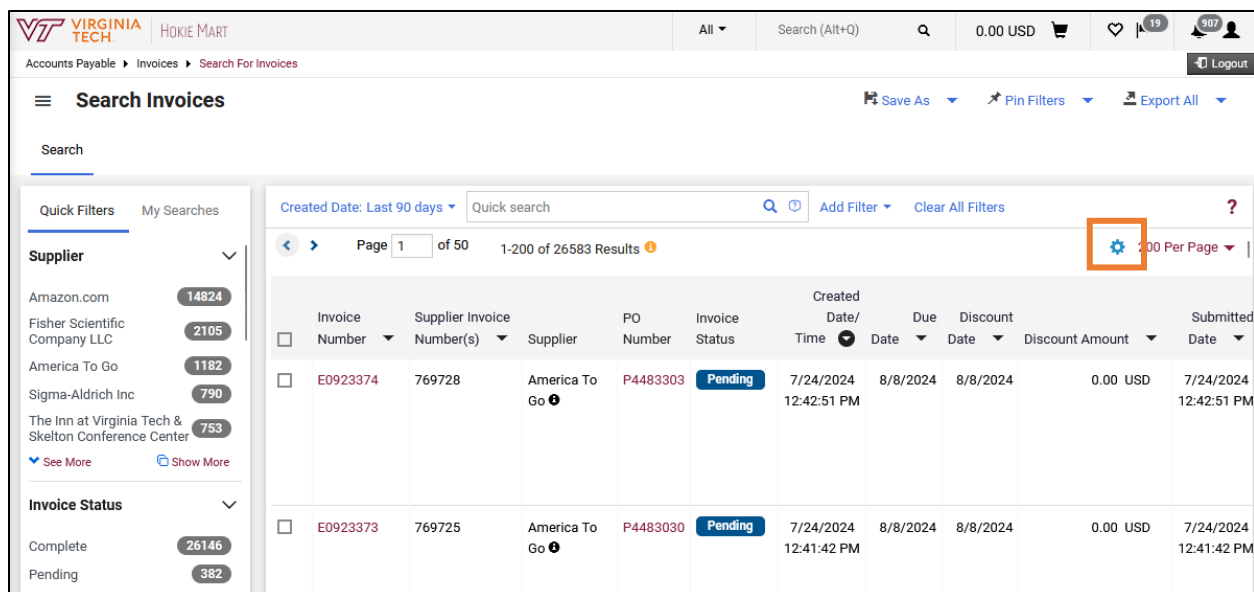 VT VIRGINIA TECH. HOKIE MART All Search (Alt+Q) 0.00 USD 19 907
Accounts Payable Invoices Search For Invoices Logout
Search Invoices Save As Pin Filters Export All
Search
Quick Filters My Searches
Created Date: Last 90 days Quick search ? Add Filter Clear All Filters ?
Page 1 of 50 1-200 of 26583 Results 200 Per Page
Supplier
Amazon.com 14824
Fisher Scientific
Company LLC 2105
America To Go 1182
Sigma-Aldrich Inc 790
The Inn at Virginia Tech &
Skelton Conference Center 753
See More Show More
Invoice Status
Complete 26146
Pending 382
Invoice Number Supplier Invoice Number(s) Supplier PO Number Invoice Status Created Date/ Time Due Date Discount Date Discount Amount Submitted Date
E0923374 769728 America To P4483303 Pending 7/24/2024 8/8/2024 8/8/2024 0.00 USD 7/24/2024
Go 12:42:51 PM 12:42:51 PM
E0923373 769725 America To P4483030 Pending 7/24/2024 8/8/2024 8/8/2024 0.00 USD 7/24/2024
Go 12:41:42 PM 12:41:42 PM